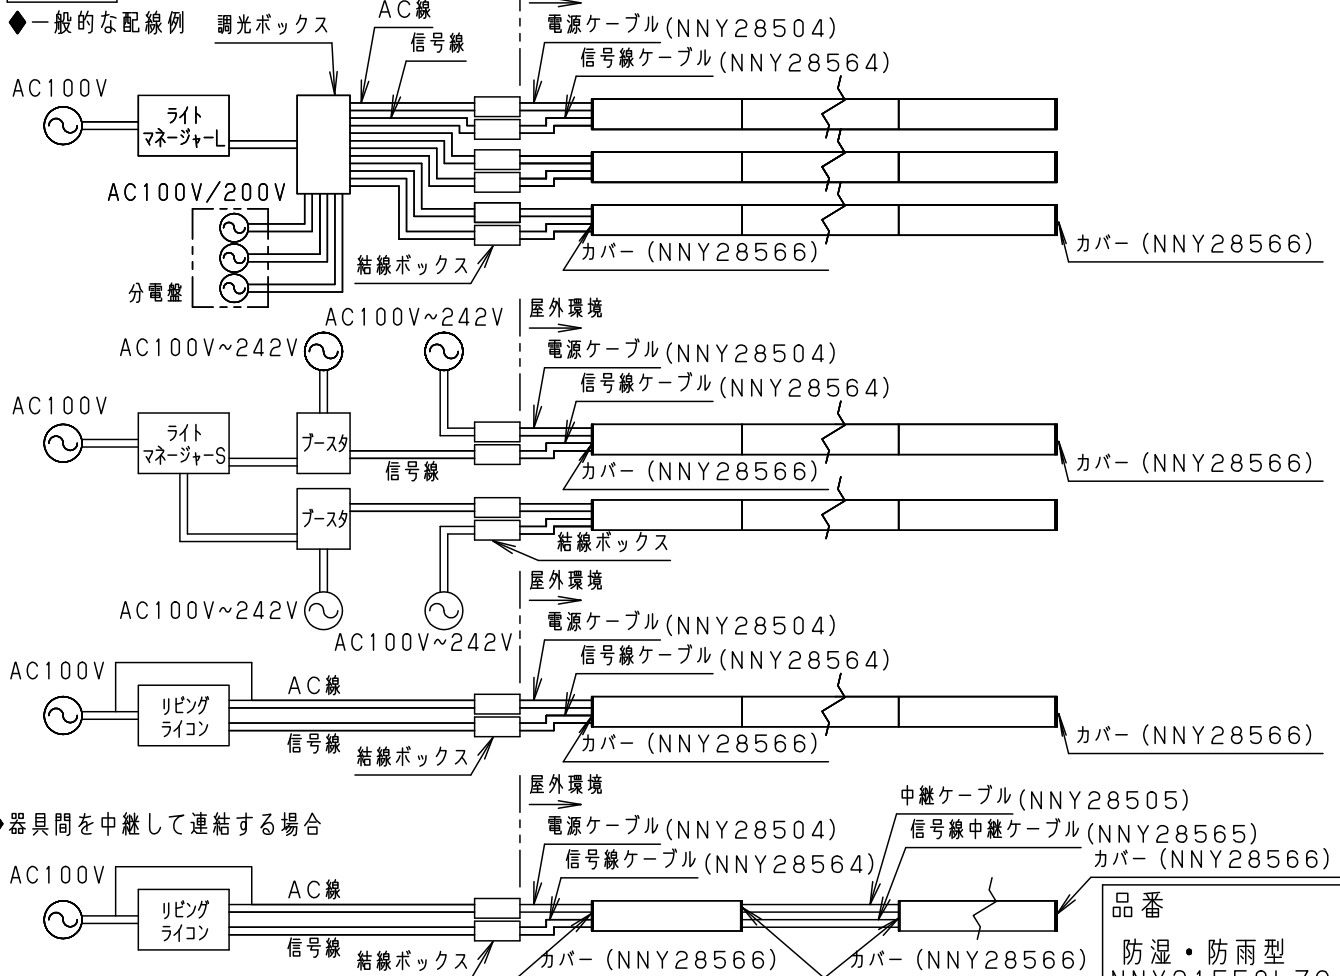 ◆一般的な配線例
調光ボックス
AC線
信号線
電源ケーブル(NNY28504)
信号線ケーブル(NNY28564)
AC100V
ライト
マネージャーL
AC100V/200V
分電盤
結線ボックス
カバー(NNY28566)
カバー(NNY28566)
AC100V~242V
屋外環境
AC100V~242V
電源ケーブル(NNY28504)
信号線ケーブル(NNY28564)
AC100V
ライト
マネージャーS
ブースタ
信号線
カバー(NNY28566)
カバー(NNY28566)
ブースタ
結線ボックス
屋外環境
AC100V~242V
AC100V~242V
電源ケーブル(NNY28504)
信号線ケーブル(NNY28564)
AC100V
AC線
リビング
ライコン
信号線
結線ボックス
カバー(NNY28566)
カバー(NNY28566)
屋外環境
◆器具間を中継して連結する場合
中継ケーブル(NNY28505)
電源ケーブル(NNY28504)
信号線中継ケーブル(NNY28565)
信号線ケーブル(NNY28564)
カバー(NNY28566)
AC100V
AC線
リビング
ライコン
信号線
結線ボックス
カバー(NNY28566)
カバー(NNY28566)
品番
防湿・防雨型